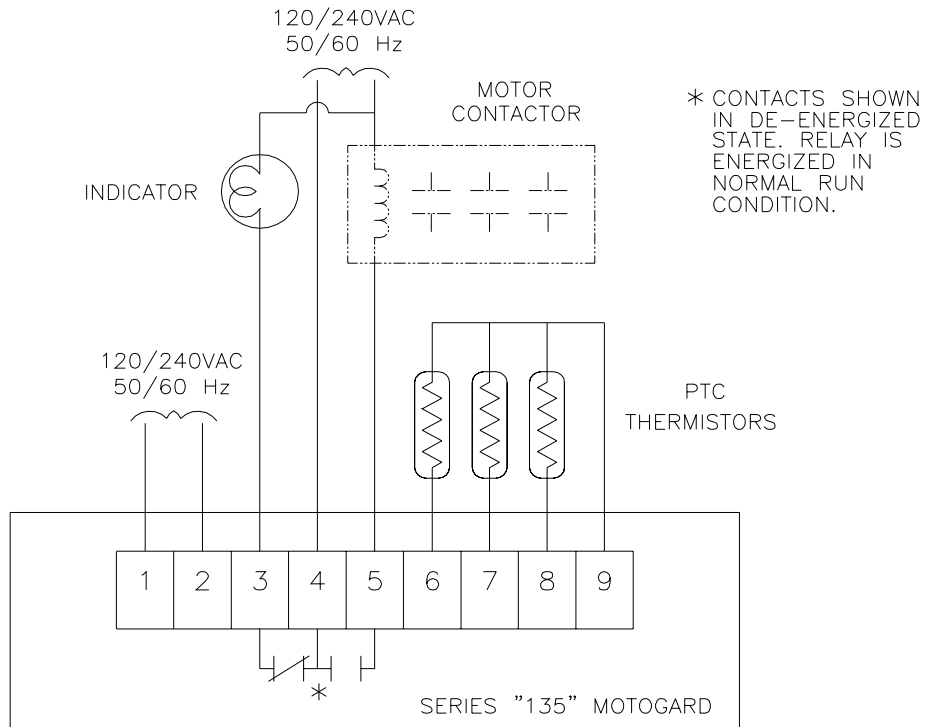 120/240VAC
50/60 Hz
MOTOR
CONTACTOR
* CONTACTS SHOWN
IN DE-ENERGIZED
STATE. RELAY IS
ENERGIZED IN
NORMAL RUN
CONDITION.
INDICATOR
120/240VAC
50/60 Hz
PTC
THERMISTORS
1 2 3 4 5 6 7 8 9
*
SERIES "135" MOTOGARD